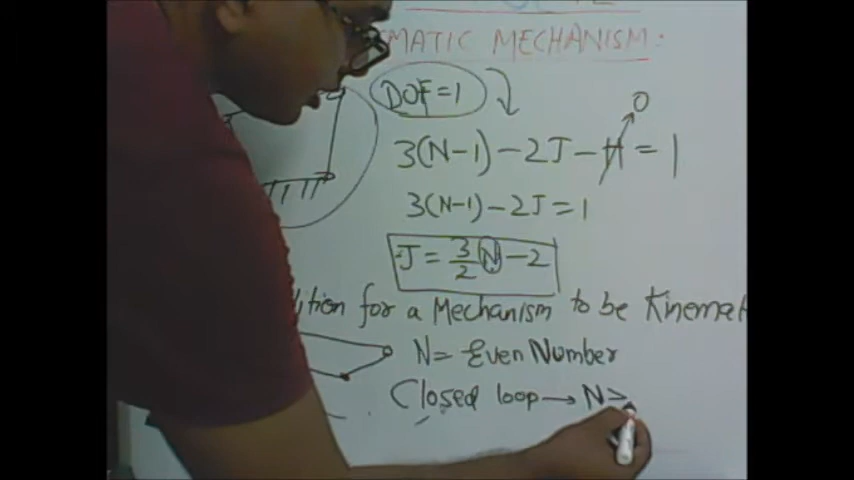 MATIC MECHANISM:
DOF=1
3(N-1)-2J-H=1
0
3(N-1)-2J=1
J=3/2N-2
ition for a Mechanism to be Kinemat
N= Even Number
Closed loop→N>